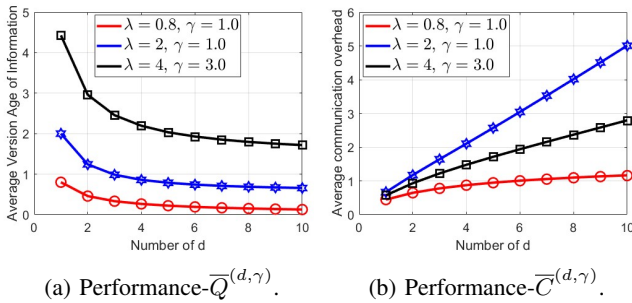 Average Version Age of Information
5
4
3
2
1
0
λ = 0.8, γ = 1.0
λ = 2, γ = 1.0
λ = 4, γ = 3.0
0 2 4 6 8 10
Number of d
(a) Performance-Q̅^(d,γ).
Average communication overhead
6
5
4
3
2
1
0
λ = 0.8, γ = 1.0
λ = 2, γ = 1.0
λ = 4, γ = 3.0
0 2 4 6 8 10
Number of d
(b) Performance-C̅^(d,γ).